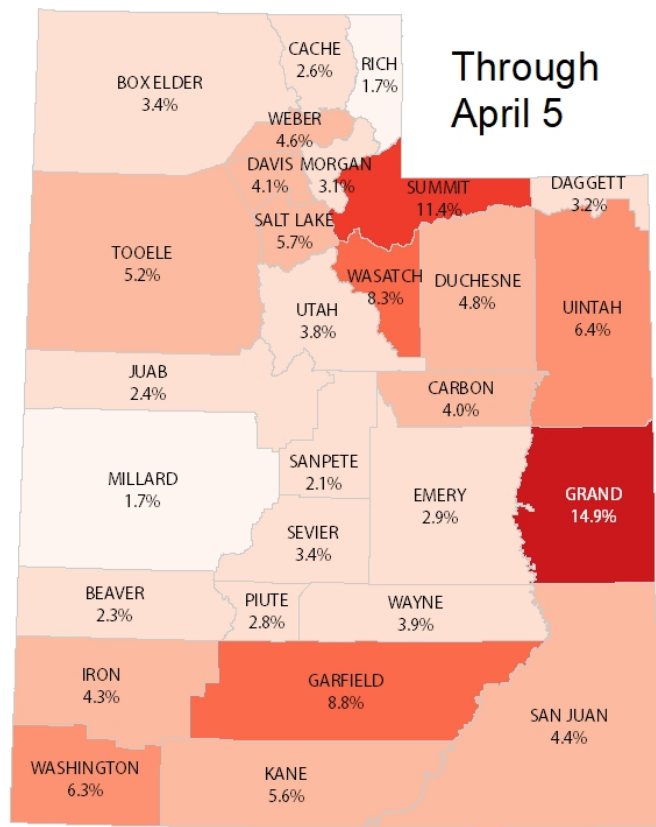 Through
April 5
CACHE
2.6%
RICH
1.7%
BOX ELDER
3.4%
WEBER
4.6%
DAVIS
4.1%
MORGAN
3.1%
SUMMIT
11.4%
DAGGETT
3.2%
SALT LAKE
5.7%
TOOELE
5.2%
WASATCH
8.3%
DUCHESNE
4.8%
UINTAH
6.4%
UTAH
3.8%
JUAB
2.4%
CARBON
4.0%
MILLARD
1.7%
SANPETE
2.1%
EMERY
2.9%
GRAND
14.9%
SEVIER
3.4%
BEAVER
2.3%
PIUTE
2.8%
WAYNE
3.9%
IRON
4.3%
GARFIELD
8.8%
SAN JUAN
4.4%
WASHINGTON
6.3%
KANE
5.6%